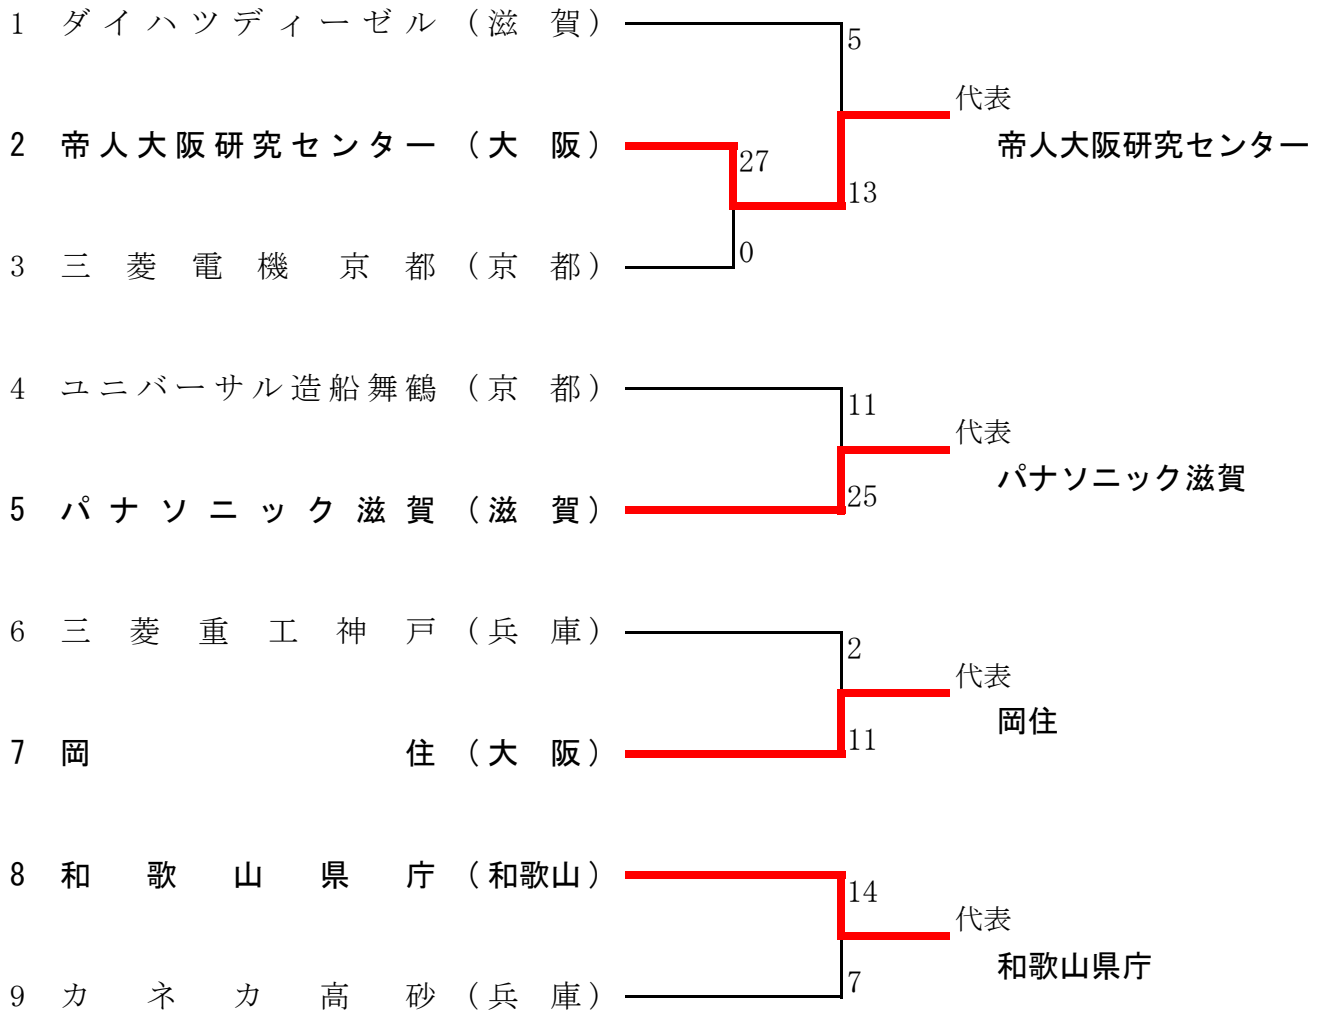 1 ダイハツディーゼル (滋 賀)
5
代表
2 帝人大阪研究センター (大 阪)
帝人大阪研究センター
27
13
0
3 三菱電機京都 (京 都)
4 ユニバーサル造船舞鶴 (京 都)
11
代表
パナソニック滋賀
25
5 パナソニック滋賀 (滋 賀)
6 三菱重工神戸 (兵 庫)
2
代表
岡住
11
7 岡住 (大 阪)
8 和歌山県庁 (和歌山)
14
代表
和歌山県庁
7
9 カネカ高砂 (兵 庫)